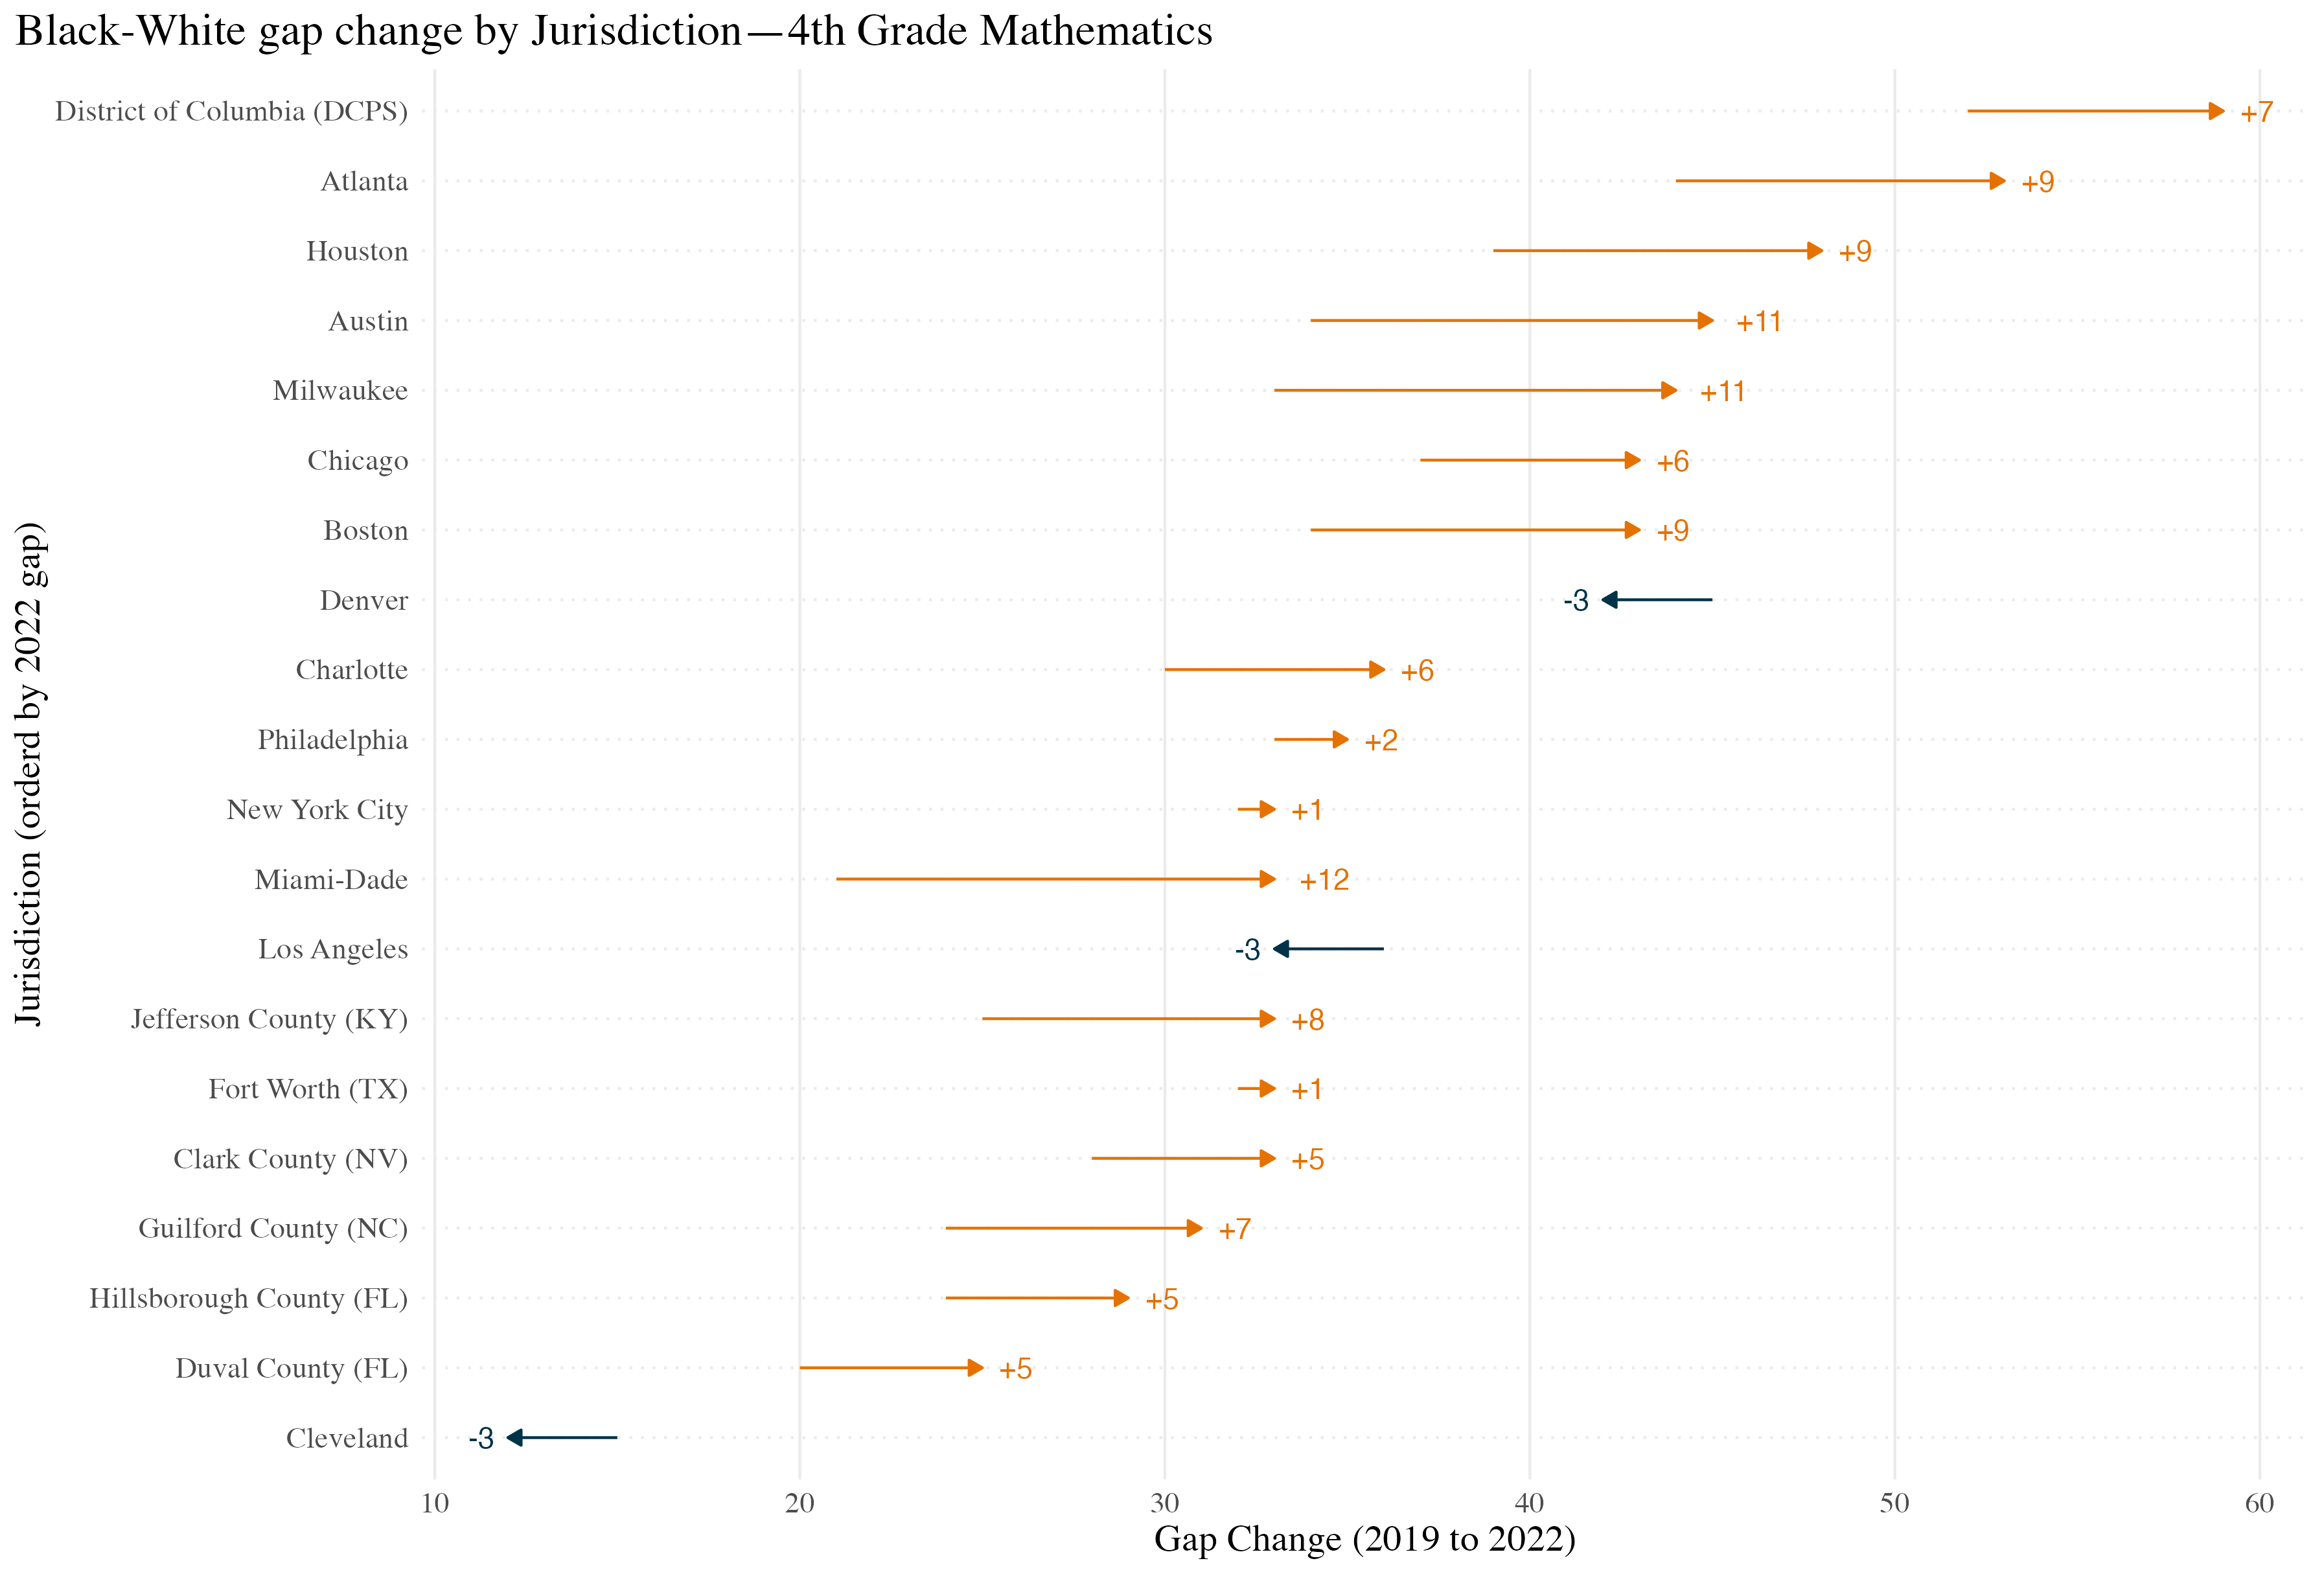 Black-White gap change by Jurisdiction—4th Grade Mathematics
Jurisdiction (orderd by 2022 gap)
District of Columbia (DCPS) +7
Atlanta +9
Houston +9
Austin +11
Milwaukee +11
Chicago +6
Boston +9
Denver -3
Charlotte +6
Philadelphia +2
New York City +1
Miami-Dade +12
Los Angeles -3
Jefferson County (KY) +8
Fort Worth (TX) +1
Clark County (NV) +5
Guilford County (NC) +7
Hillsborough County (FL) +5
Duval County (FL) +5
Cleveland -3
10 20 30 40 50 60
Gap Change (2019 to 2022)